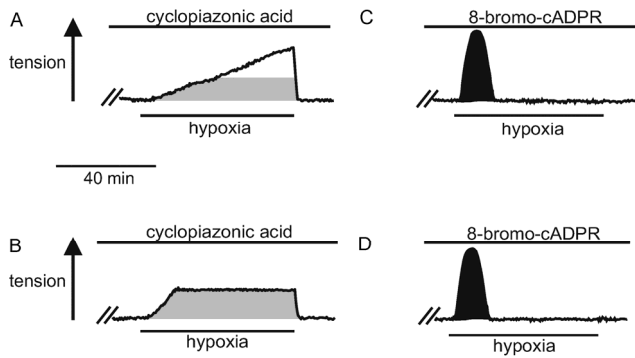 A
cyclopiazonic acid
tension
hypoxia
40 min
C
8-bromo-cADPR
hypoxia
B
cyclopiazonic acid
tension
hypoxia
D
8-bromo-cADPR
hypoxia